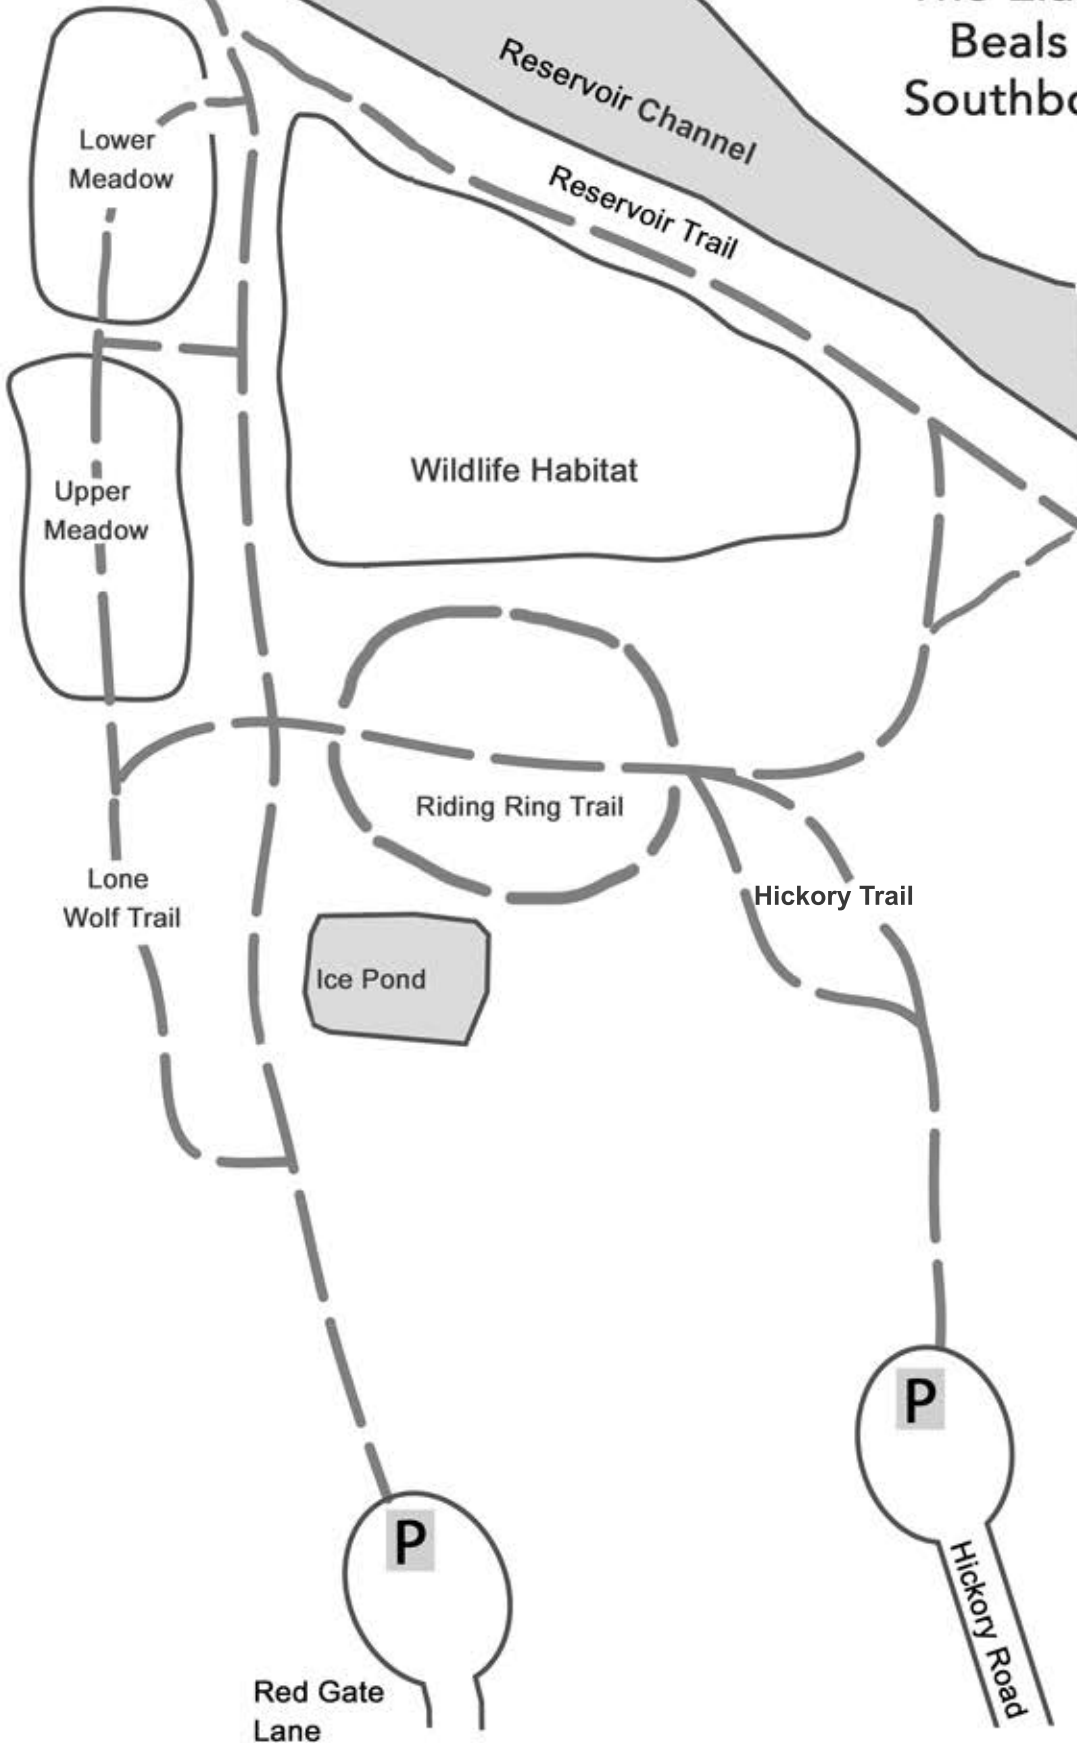 Beals
Reservoir Channel
Reservoir Trail
Lower
Meadow
Wildlife Habitat
Upper
Meadow
Riding Ring Trail
Lone
Wolf Trail
Hickory Trail
Ice Pond
P
P
Hickory Road
Red Gate
Lane